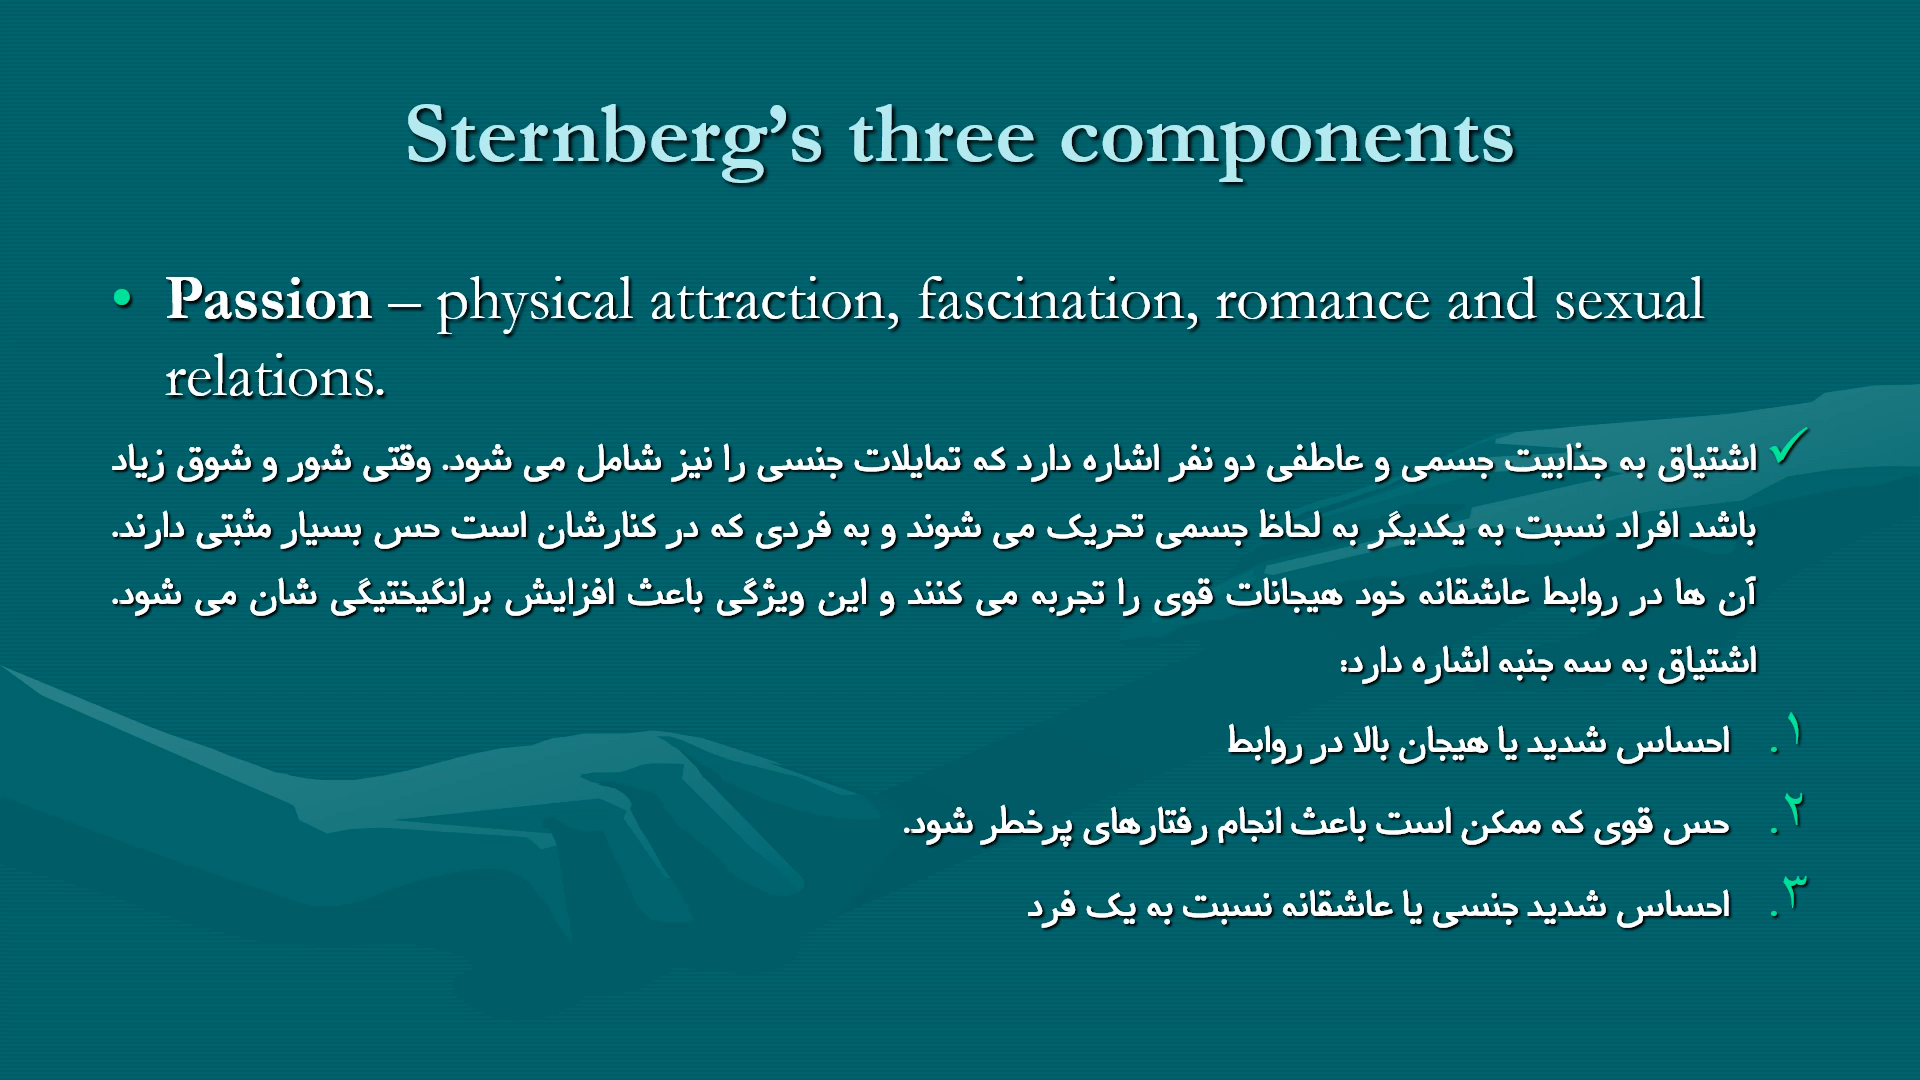 Sternberg’s three components
• Passion – physical attraction, fascination, romance and sexual
relations.
✓ اشتیاق به جذابیت جسمی و عاطفی دو نفر اشاره دارد که تمایلات جنسی را نیز شامل می شود. وقتی شور و شوق زیاد
باشد افراد نسبت به یکدیگر به لحاظ جسمی تحریک می شوند و به فردی که در کنارشان است حس بسیار مثبتی دارند.
آن ها در روابط عاشقانه خود هیجانات قوی را تجربه می کنند و این ویژگی باعث افزایش برانگیختیگی شان می شود.
اشتیاق به سه جنبه اشاره دارد:
۱. احساس شدید یا هیجان بالا در روابط
۲. حس قوی که ممکن است باعث انجام رفتارهای پرخطر شود.
۳. احساس شدید جنسی یا عاشقانه نسبت به یک فرد